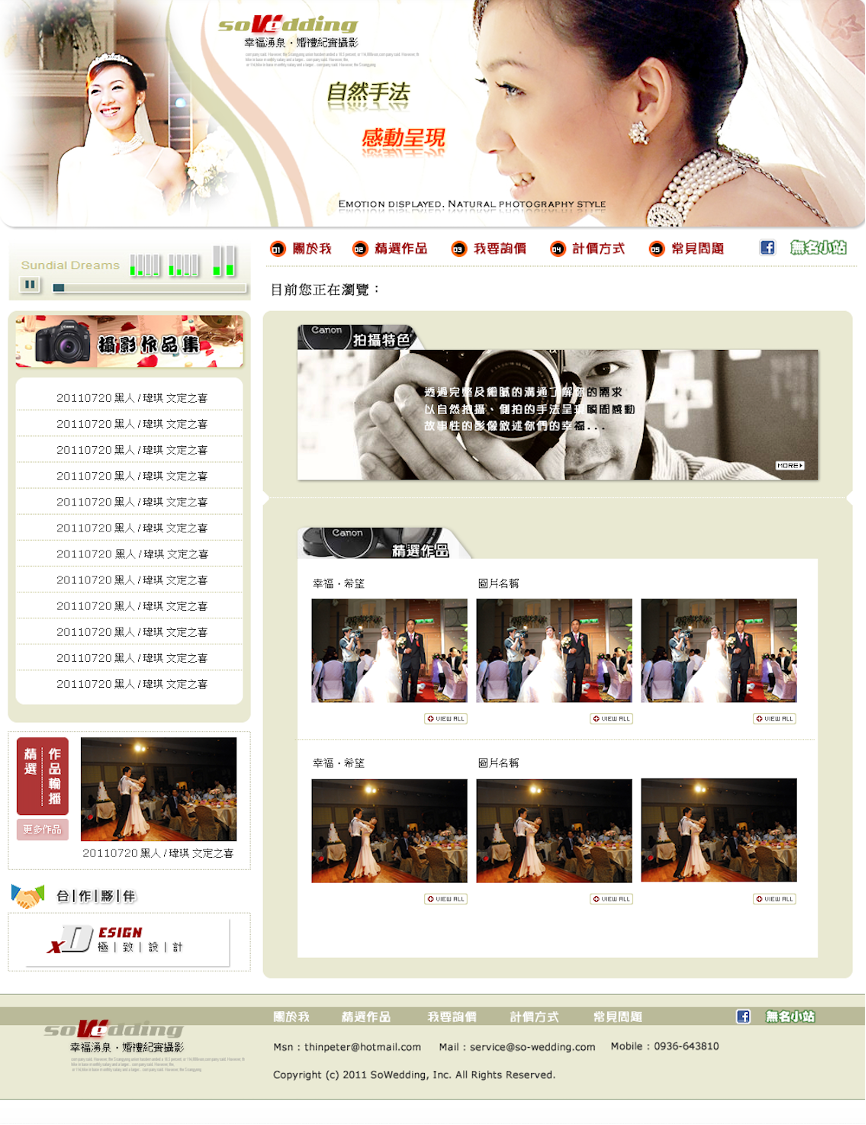 soWedding
幸福湧泉・婚禮紀實攝影
自然手法
感動呈現
EMOTION DISPLAYED. NATURAL PHOTOGRAPHY STYLE
01 關於我 02 精選作品 03 我要詢價 04 計價方式 05 常見問題 f 無名小站
Sundial Dreams
目前您正在瀏覽：
攝影作品集
20110720 黑人 / 瑋琪 文定之喜
20110720 黑人 / 瑋琪 文定之喜
20110720 黑人 / 瑋琪 文定之喜
20110720 黑人 / 瑋琪 文定之喜
20110720 黑人 / 瑋琪 文定之喜
20110720 黑人 / 瑋琪 文定之喜
20110720 黑人 / 瑋琪 文定之喜
20110720 黑人 / 瑋琪 文定之喜
20110720 黑人 / 瑋琪 文定之喜
20110720 黑人 / 瑋琪 文定之喜
20110720 黑人 / 瑋琪 文定之喜
20110720 黑人 / 瑋琪 文定之喜
精選
作品輪播
更多作品
20110720 黑人 / 瑋琪 文定之喜
合|作|夥|伴
xDESIGN
極｜致｜設｜計
Canon
拍攝特色
透過完整及細膩的溝通了解您的需求
以自然拍攝、側拍的手法呈現瞬間感動
故事性的影像敘述你們的幸福...
MORE
Canon
精選作品
幸福・希望 圖片名稱
VIEW ALL VIEW ALL VIEW ALL
幸福・希望 圖片名稱
VIEW ALL VIEW ALL VIEW ALL
關於我 精選作品 我要詢價 計價方式 常見問題 f 無名小站
soWedding
幸福湧泉・婚禮紀實攝影
Msn : thinpeter@hotmail.com Mail : service@so-wedding.com Mobile : 0936-643810
Copyright (c) 2011 SoWedding, Inc. All Rights Reserved.